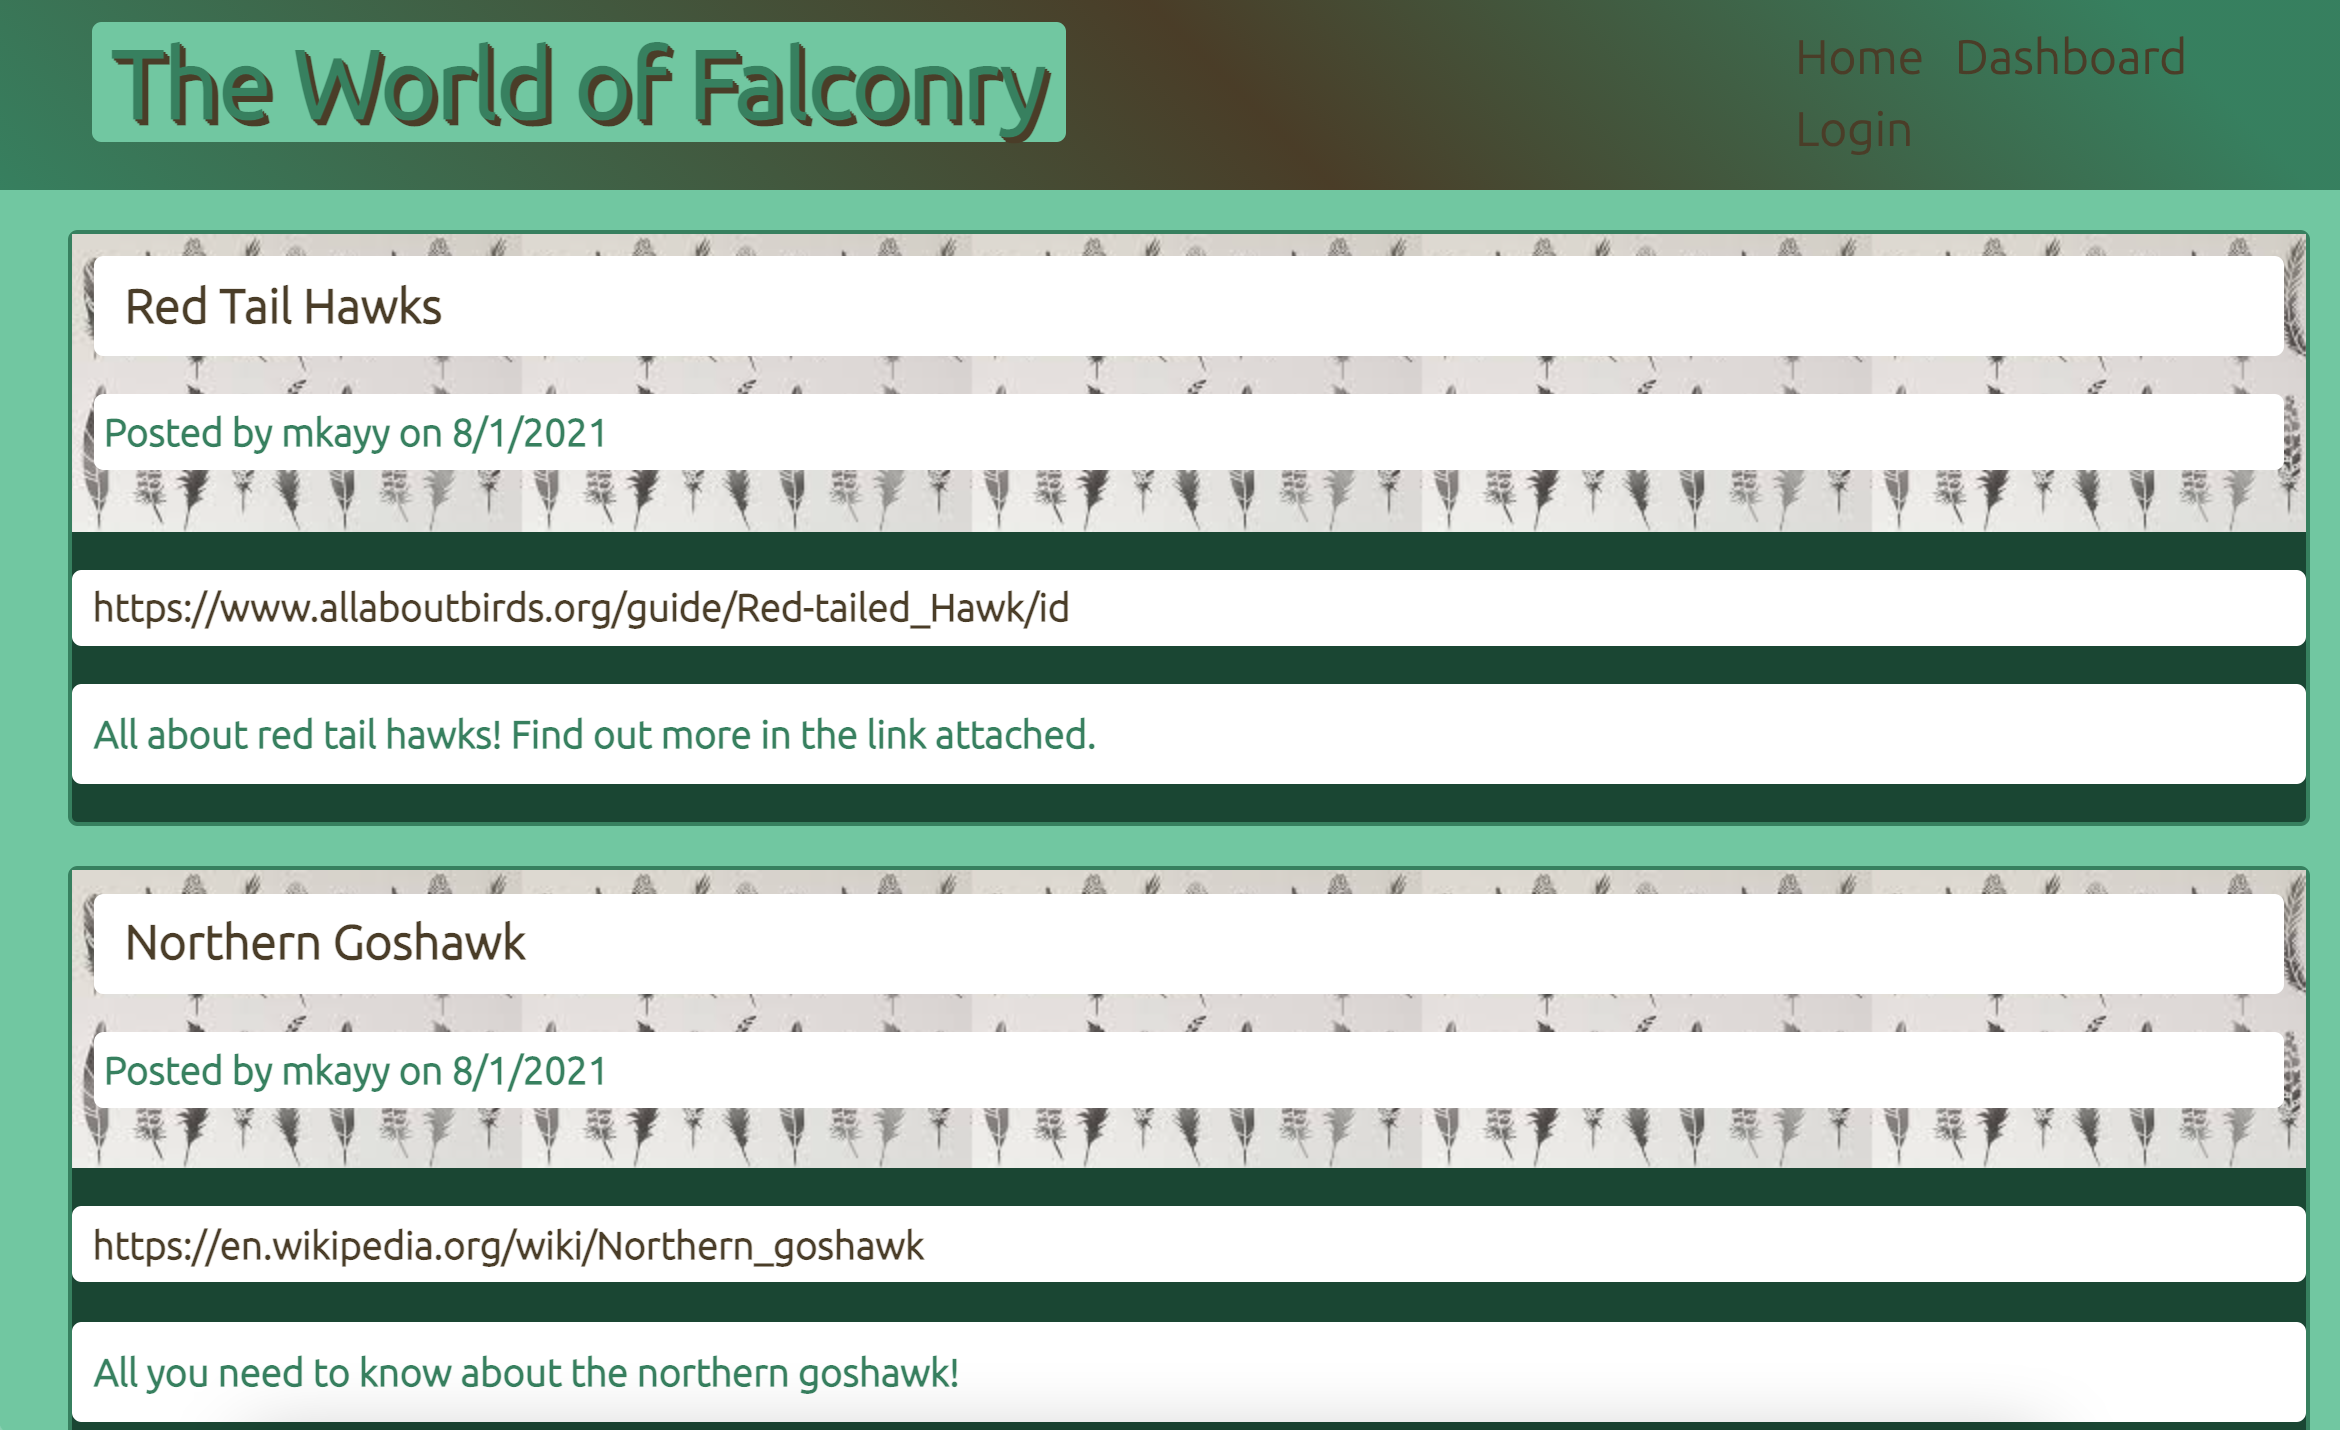 The World of Falconry
Home Dashboard
Login
Red Tail Hawks
Posted by mkayy on 8/1/2021
https://www.allaboutbirds.org/guide/Red-tailed_Hawk/id
All about red tail hawks! Find out more in the link attached.
Northern Goshawk
Posted by mkayy on 8/1/2021
https://en.wikipedia.org/wiki/Northern_goshawk
All you need to know about the northern goshawk!